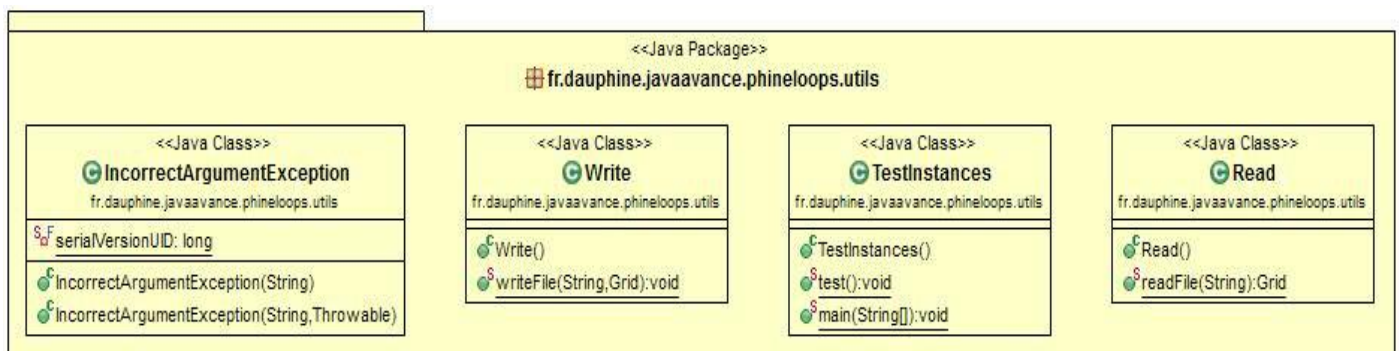 <<Java Package>>
fr.dauphine.javaavance.phineloops.utils
<<Java Class>>
IncorrectArgumentException
fr.dauphine.javaavance.phineloops.utils
serialVersionUID: long
IncorrectArgumentException(String)
IncorrectArgumentException(String,Throwable)
<<Java Class>>
Write
fr.dauphine.javaavance.phineloops.utils
Write()
writeFile(String,Grid):void
<<Java Class>>
TestInstances
fr.dauphine.javaavance.phineloops.utils
TestInstances()
test():void
main(String[]):void
<<Java Class>>
Read
fr.dauphine.javaavance.phineloops.utils
Read()
readFile(String):Grid